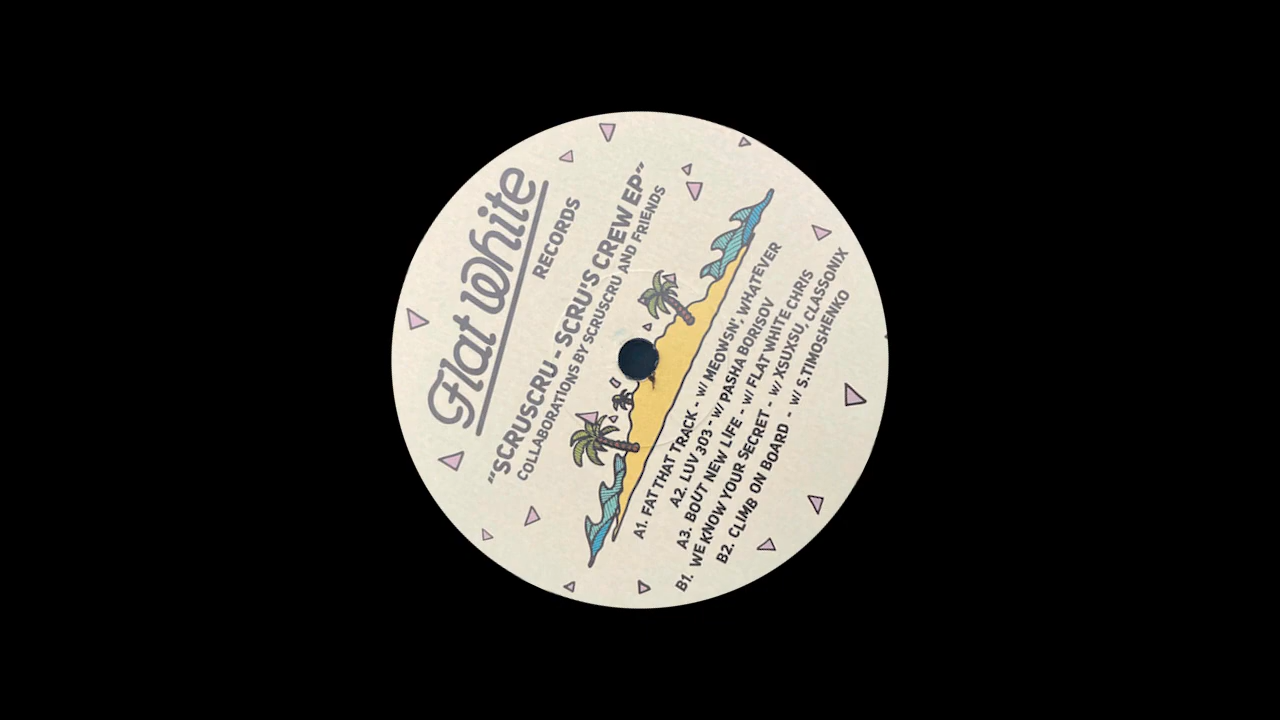 Flat White
RECORDS
"SCRUSCRU - SCRU'S CREW EP"
COLLABORATIONS BY SCRUSCRU AND FRIENDS
A1. FAT THAT TRACK - w/ MEOWSN', WHATEVER
A2. LUV 303 - w/ PASHA BORISOV
A3. BOUT NEW LIFE - w/ FLAT WHITE CHRIS
B1. WE KNOW YOUR SECRET - w/ XSUXSU, CLASSONIX
B2. CLIMB ON BOARD - w/ S.TIMOSHENKO